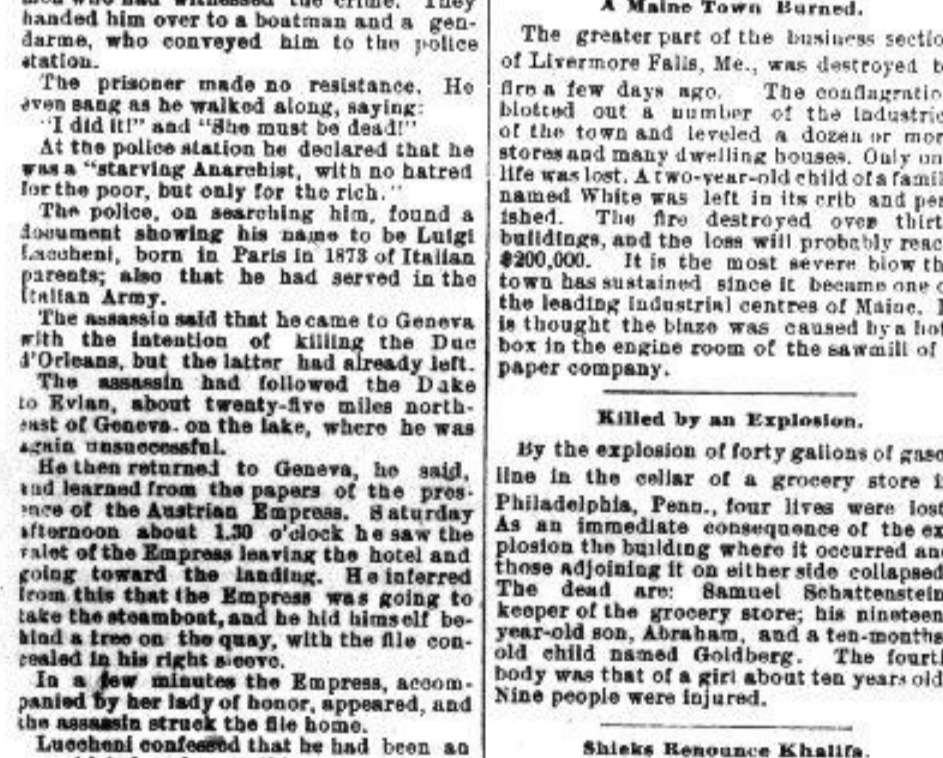 men who had witnessed the crime. They
handed him over to a boatman and a gen-
darme, who conveyed him to the police
station.
The prisoner made no resistance. He
even sang as he walked along, saying:
"I did it!" and "She must be dead!"
At the police station he declared that he
was a "starving Anarchist, with no hatred
for the poor, but only for the rich."
The police, on searching him, found a
document showing his name to be Luigi
Laccheni, born in Paris in 1873 of Italian
parents; also that he had served in the
Italian Army.
The assassin said that he came to Geneva
with the intention of killing the Duc
d'Orleans, but the latter had already left.
The assassin had followed the Duke
to Evian, about twenty-five miles north-
east of Geneva. on the lake, where he was
again unsuccessful.
He then returned to Geneva, he said,
and learned from the papers of the pres-
ence of the Austrian Empress. Saturday
afternoon about 1.30 o'clock he saw the
valet of the Empress leaving the hotel and
going toward the landing. He inferred
from this that the Empress was going to
take the steamboat, and he hid himself be-
hind a tree on the quay, with the file con-
cealed in his right sleeve.
In a few minutes the Empress, accom-
panied by her lady of honor, appeared, and
the assassin struck the file home.
Luccheni confessed that he had been an
A Maine Town Burned.
The greater part of the business sectio
of Livermore Falls, Me., was destroyed b
fire a few days ago. The conflagratio
blotted out a number of the industrie
of the town and leveled a dozen or mor
stores and many dwelling houses. Only on
life was lost. A two-year-old child of a famil
named White was left in its crib and per
ished. The fire destroyed over thirt
buildings, and the loss will probably reac
$200,000. It is the most severe blow th
town has sustained since it became one o
the leading industrial centres of Maine. I
is thought the blaze was caused by a hot
box in the engine room of the sawmill of
paper company.
Killed by an Explosion.
By the explosion of forty gallons of gaso
line in the cellar of a grocery store i
Philadelphia, Penn., four lives were lost
As an immediate consequence of the ex
plosion the building where it occurred and
those adjoining it on either side collapsed
The dead are: Samuel Schattenstein
keeper of the grocery store; his nineteen
year-old son, Abraham, and a ten-months
old child named Goldberg. The fourth
body was that of a girl about ten years old
Nine people were injured.
Shieks Renounce Khalifa.